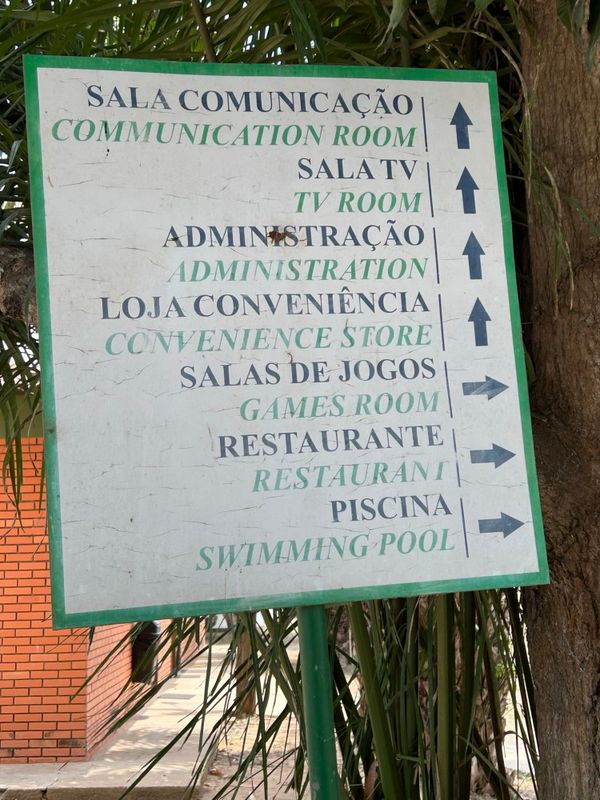 SALA COMUNICAÇÃO
COMMUNICATION ROOM
SALA TV
TV ROOM
ADMINISTRAÇÃO
ADMINISTRATION
LOJA CONVENIÊNCIA
CONVENIENCE STORE
SALAS DE JOGOS
GAMES ROOM
RESTAURANTE
RESTAURANT
PISCINA
SWIMMING POOL